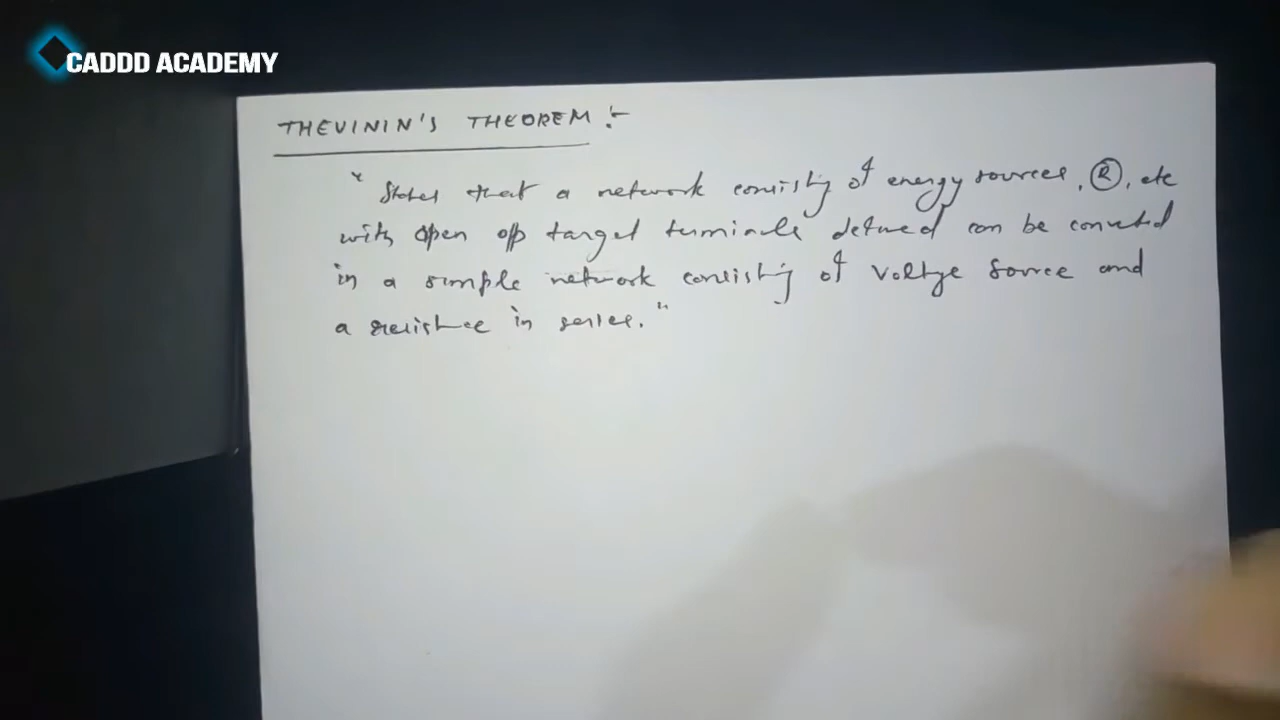 CADDD ACADEMY
THEVININ'S THEOREM :-
" States that a network consisting of energy sources, (R), etc
with open o/p target terminals defined can be converted
in a simple network consisting of voltage source and
a resistance in series. "